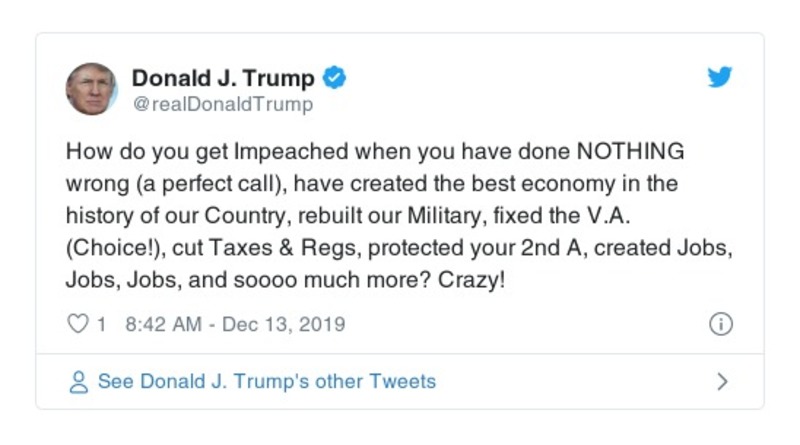 Donald J. Trump
@realDonaldTrump
How do you get Impeached when you have done NOTHING
wrong (a perfect call), have created the best economy in the
history of our Country, rebuilt our Military, fixed the V.A.
(Choice!), cut Taxes & Regs, protected your 2nd A, created Jobs,
Jobs, Jobs, and soooo much more? Crazy!
1 8:42 AM - Dec 13, 2019
See Donald J. Trump's other Tweets